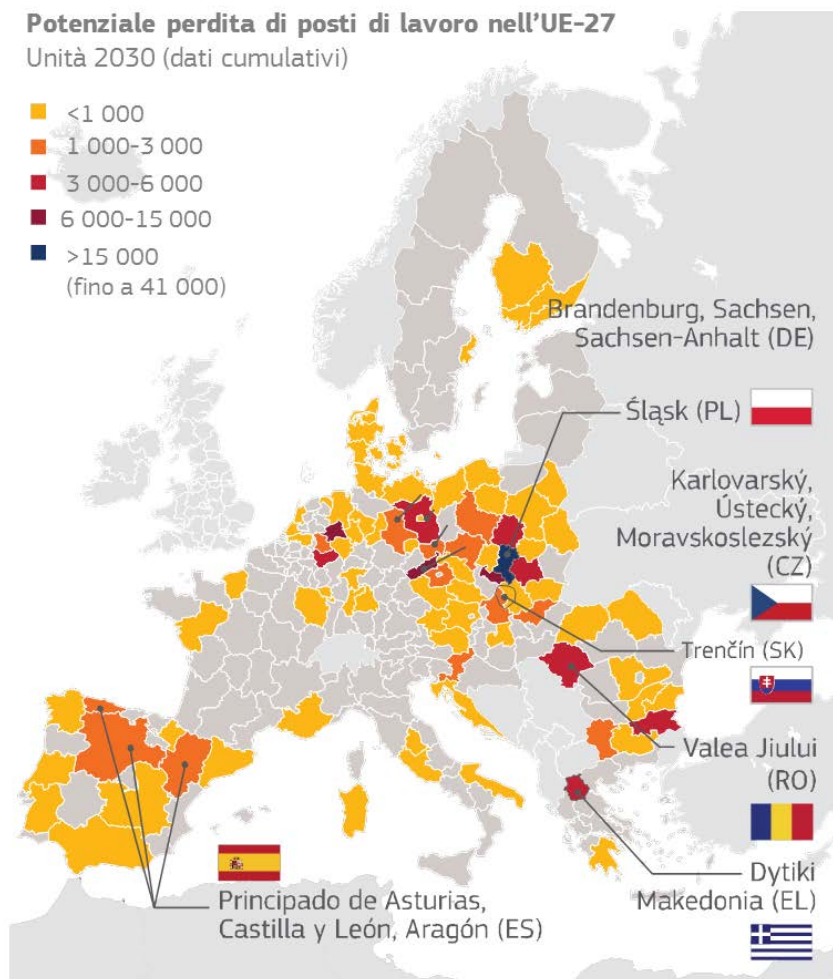 Potenziale perdita di posti di lavoro nell'UE-27
Unità 2030 (dati cumulativi)
<1 000
1 000-3 000
3 000-6 000
6 000-15 000
>15 000
(fino a 41 000)
Brandenburg, Sachsen,
Sachsen-Anhalt (DE)
Śląsk (PL)
Karlovarský,
Ústecký,
Moravskoslezský
(CZ)
Trenčín (SK)
Valea Jiului
(RO)
Dytiki
Makedonia (EL)
Principado de Asturias,
Castilla y León, Aragón (ES)